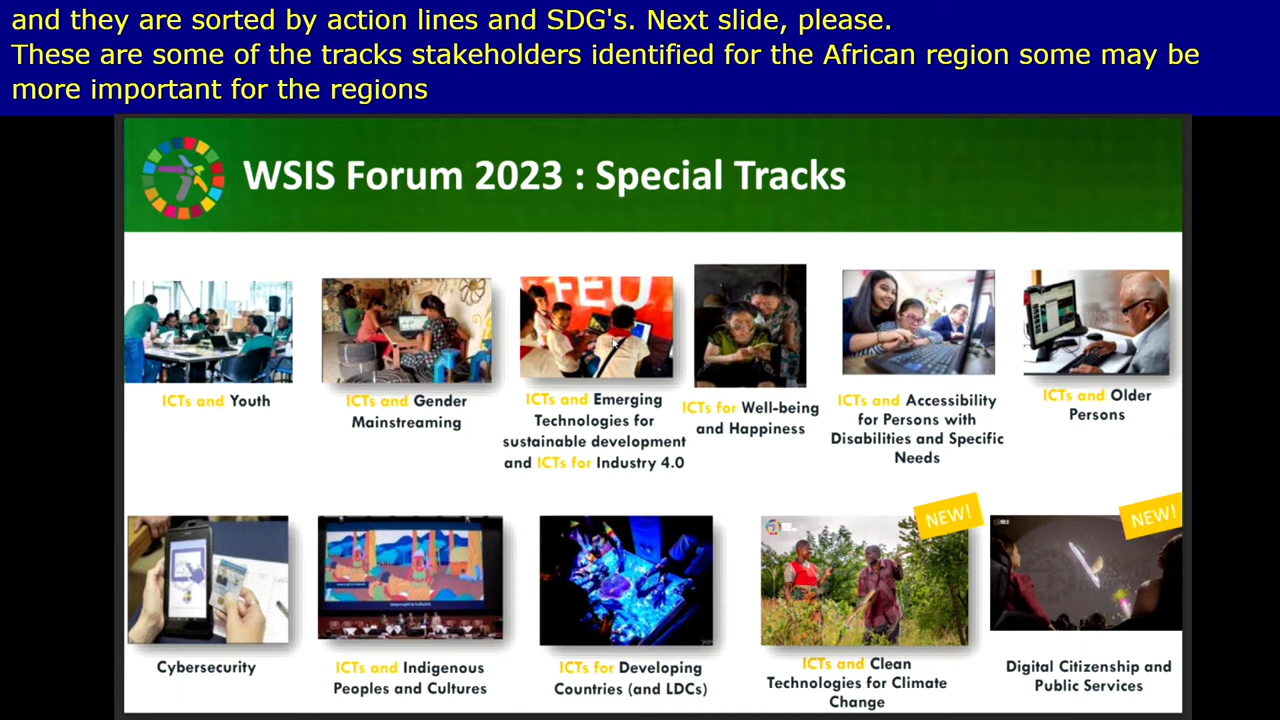 and they are sorted by action lines and SDG's. Next slide, please.
These are some of the tracks stakeholders identified for the African region some may be
more important for the regions
WSIS Forum 2023 : Special Tracks
FEU
ICTs and Youth
ICTs and Gender
Mainstreaming
ICTs and Emerging
Technologies for
sustainable development
and ICTs for Industry 4.0
ICTs for Well-being
and Happiness
ICTs and Accessibility
for Persons with
Disabilities and Specific
Needs
ICTs and Older
Persons
NEW!
NEW!
Cybersecurity
ICTs and Indigenous
Peoples and Cultures
ICTs for Developing
Countries (and LDCs)
ICTs and Clean
Technologies for Climate
Change
Digital Citizenship and
Public Services